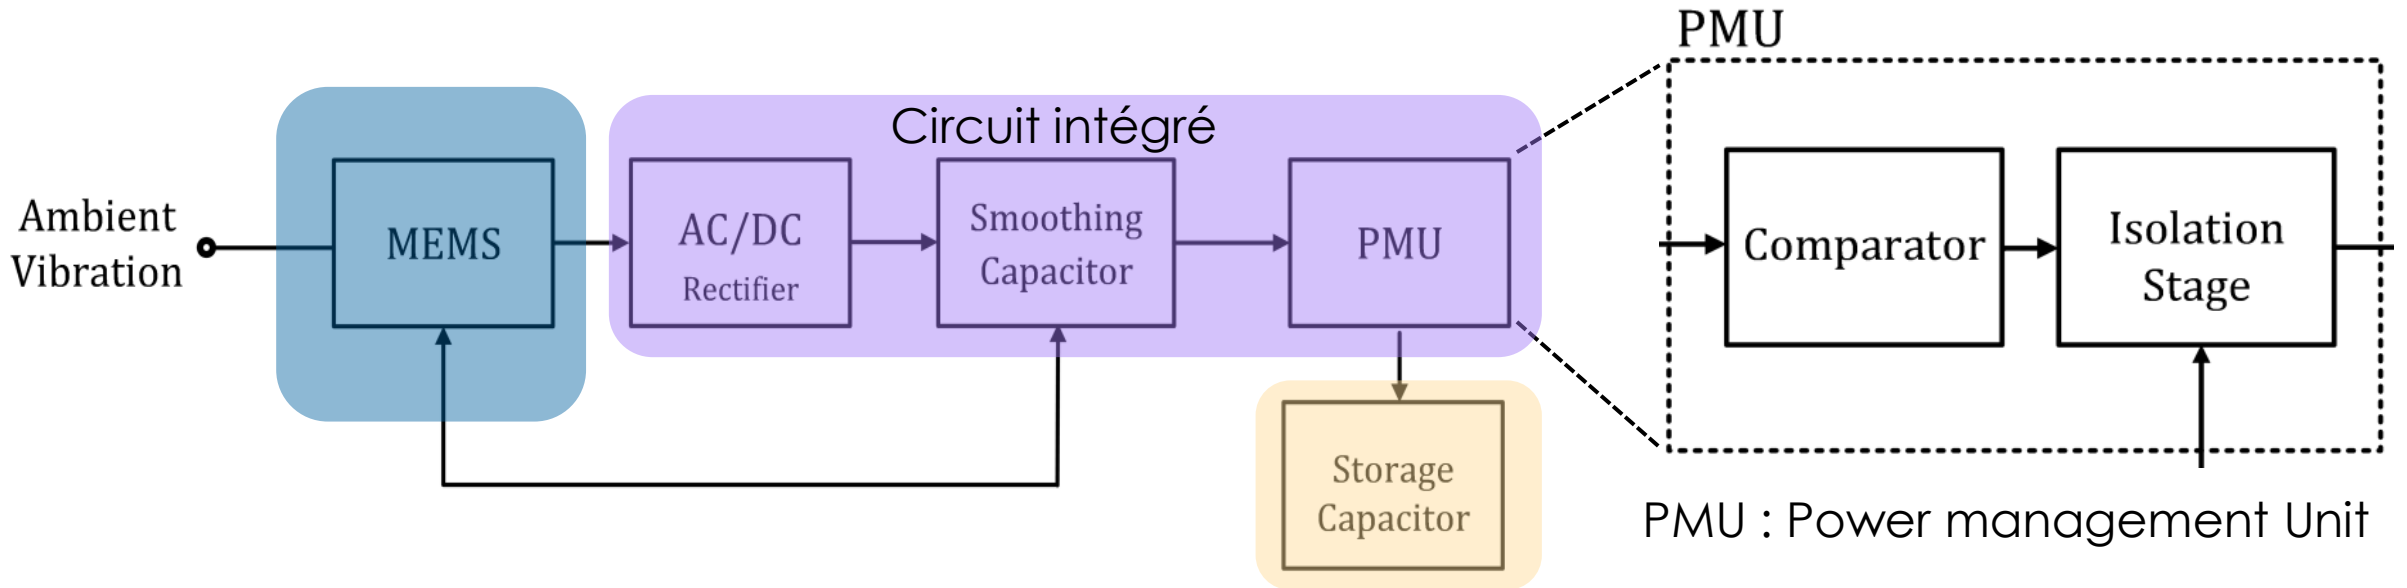 PMU
Circuit intégré
Ambient
Vibration
MEMS
AC/DC
Rectifier
Smoothing
Capacitor
PMU
Comparator
Isolation
Stage
Storage
Capacitor
PMU : Power management Unit